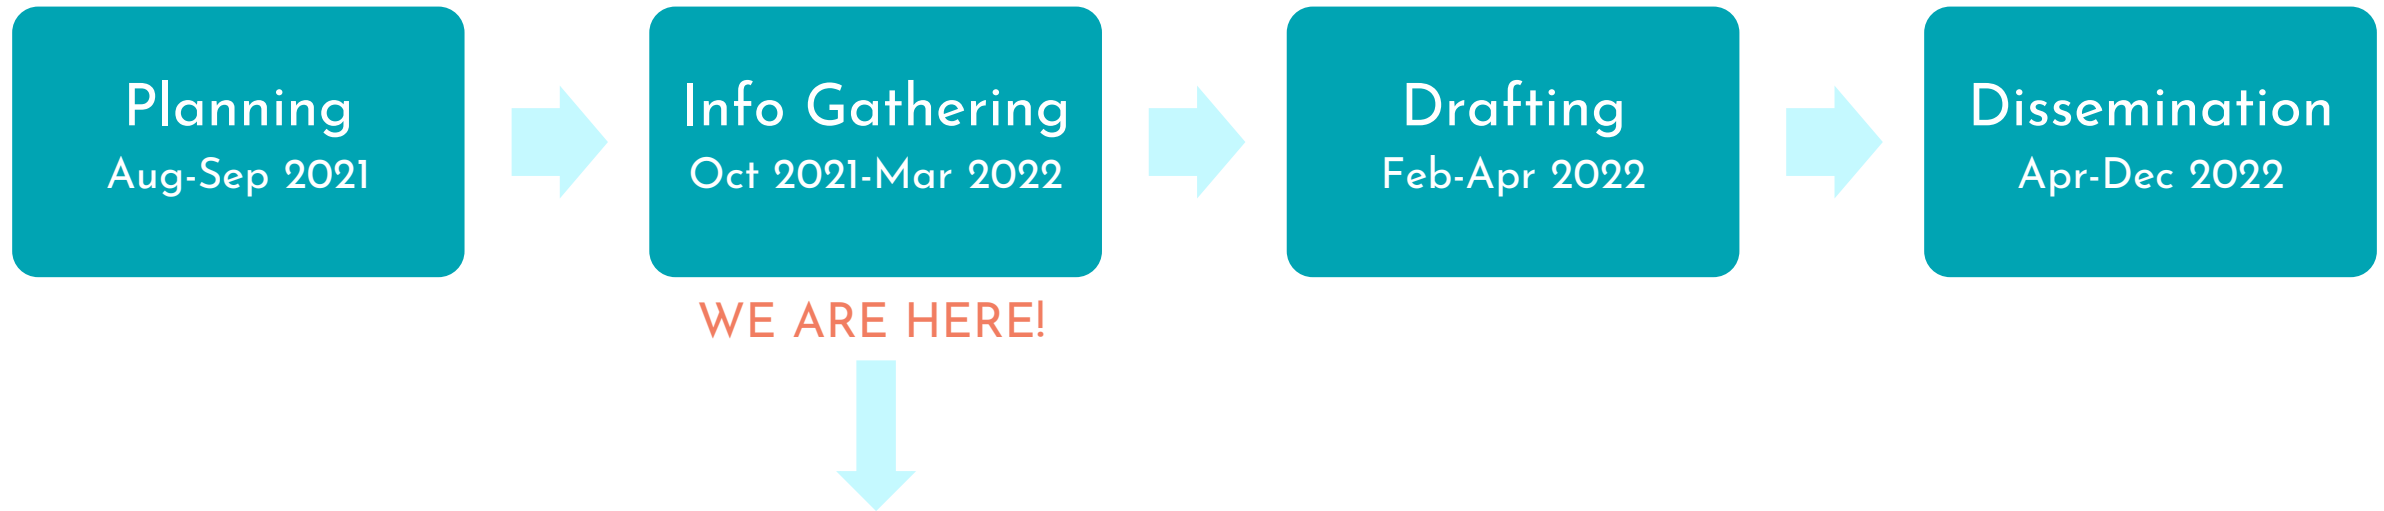 Planning
Aug-Sep 2021
Info Gathering
Oct 2021-Mar 2022
Drafting
Feb-Apr 2022
Dissemination
Apr-Dec 2022
WE ARE HERE!